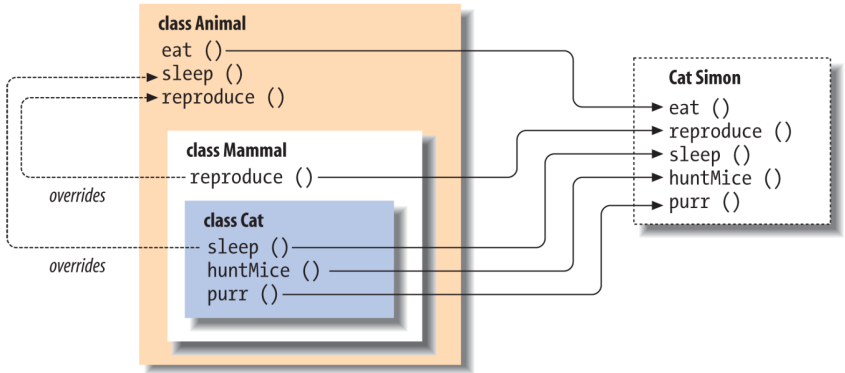 class Animal
eat ()
sleep ()
reproduce ()
class Mammal
reproduce ()
overrides
class Cat
sleep ()
overrides
huntMice ()
purr ()
Cat Simon
eat ()
reproduce ()
sleep ()
huntMice ()
purr ()